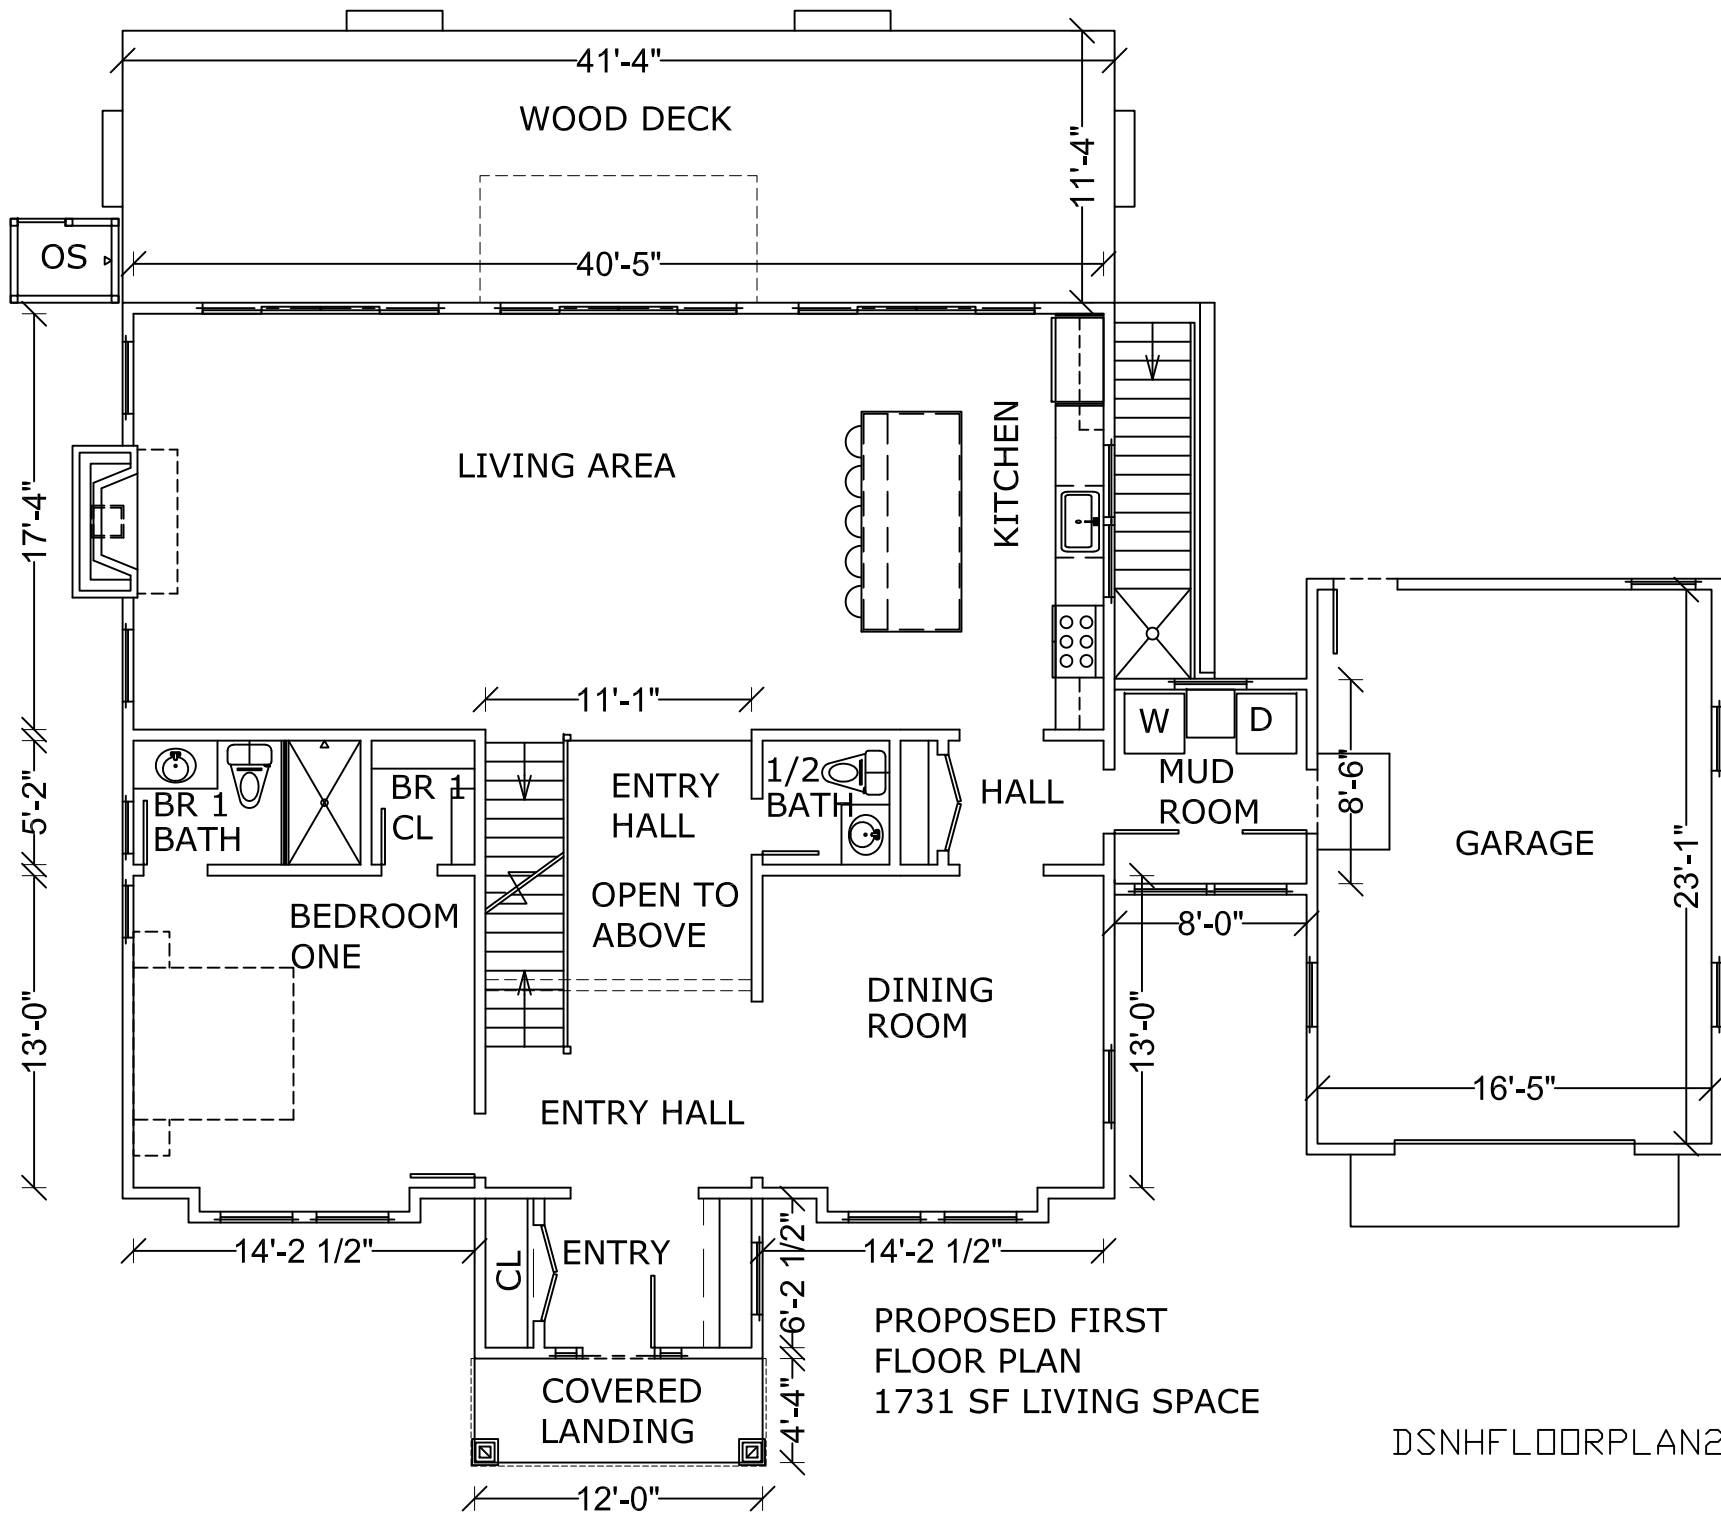 41'-4"
WOOD DECK
11'-4"
OS
40'-5"
17'-4"
LIVING AREA
KITCHEN
11'-1"
W
D
5'-2"
BR 1
BATH
BR 1
CL
ENTRY
HALL
1/2
BATH
HALL
MUD
ROOM
8'-6"
GARAGE
23'-1"
BEDROOM
ONE
OPEN TO
ABOVE
8'-0"
13'-0"
DINING
ROOM
13'-0"
16'-5"
ENTRY HALL
14'-2 1/2"
CL
ENTRY
6'-2 1/2"
14'-2 1/2"
PROPOSED FIRST
FLOOR PLAN
1731 SF LIVING SPACE
COVERED
LANDING
4'-4"
12'-0"
DSNHFLOORPLAN2